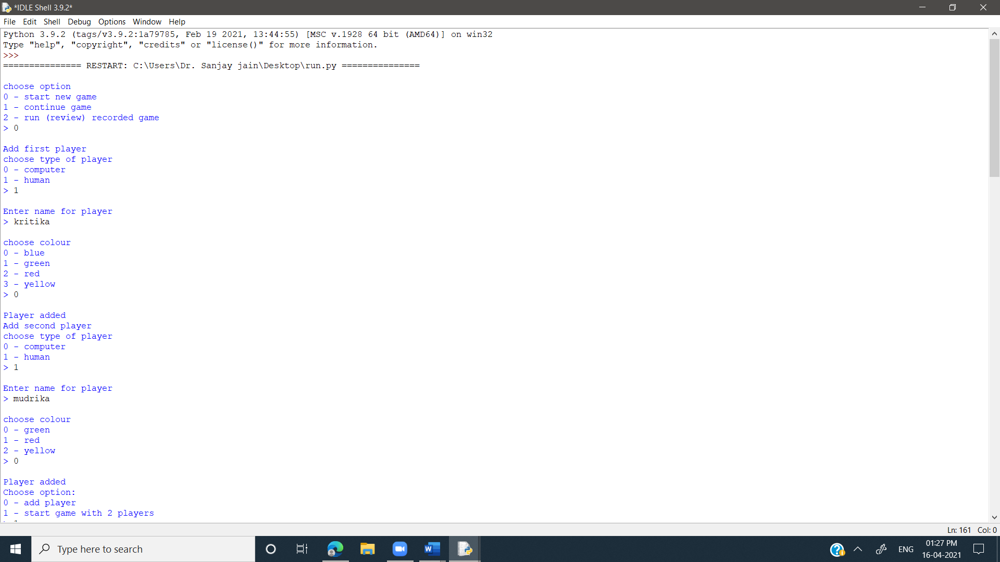 *IDLE Shell 3.9.2*
File Edit Shell Debug Options Window Help
Python 3.9.2 (tags/v3.9.2:1a79785, Feb 19 2021, 13:44:55) [MSC v.1928 64 bit (AMD64)] on win32
Type "help", "copyright", "credits" or "license()" for more information.
>>>
=============== RESTART: C:\Users\Dr. Sanjay jain\Desktop\run.py ===============
choose option
0 - start new game
1 - continue game
2 - run (review) recorded game
> 0
Add first player
choose type of player
0 - computer
1 - human
> 1
Enter name for player
> kritika
choose colour
0 - blue
1 - green
2 - red
3 - yellow
> 0
Player added
Add second player
choose type of player
0 - computer
1 - human
> 1
Enter name for player
> mudrika
choose colour
0 - green
1 - red
2 - yellow
> 0
Player added
Choose option:
0 - add player
1 - start game with 2 players
Ln: 161 Col: 0
Type here to search
ENG
01:27 PM
16-04-2021